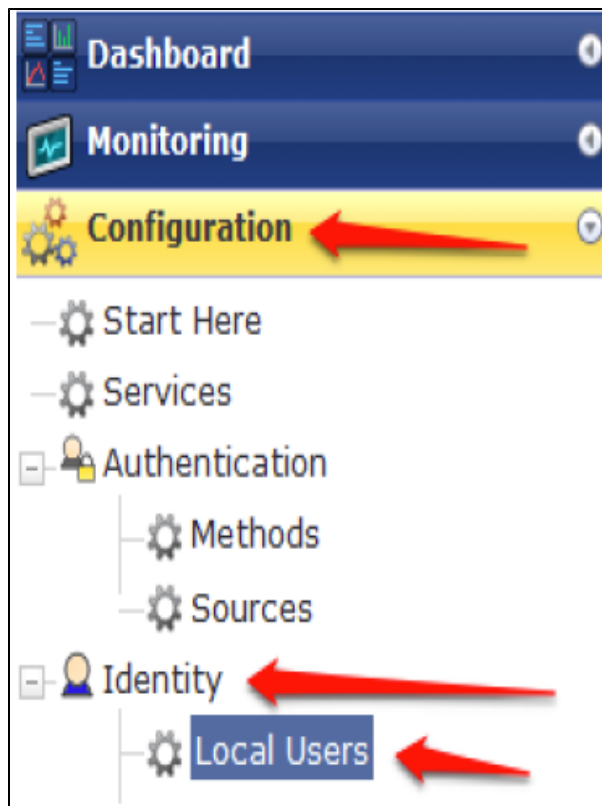 Dashboard
Monitoring
Configuration
Start Here
Services
Authentication
Methods
Sources
Identity
Local Users